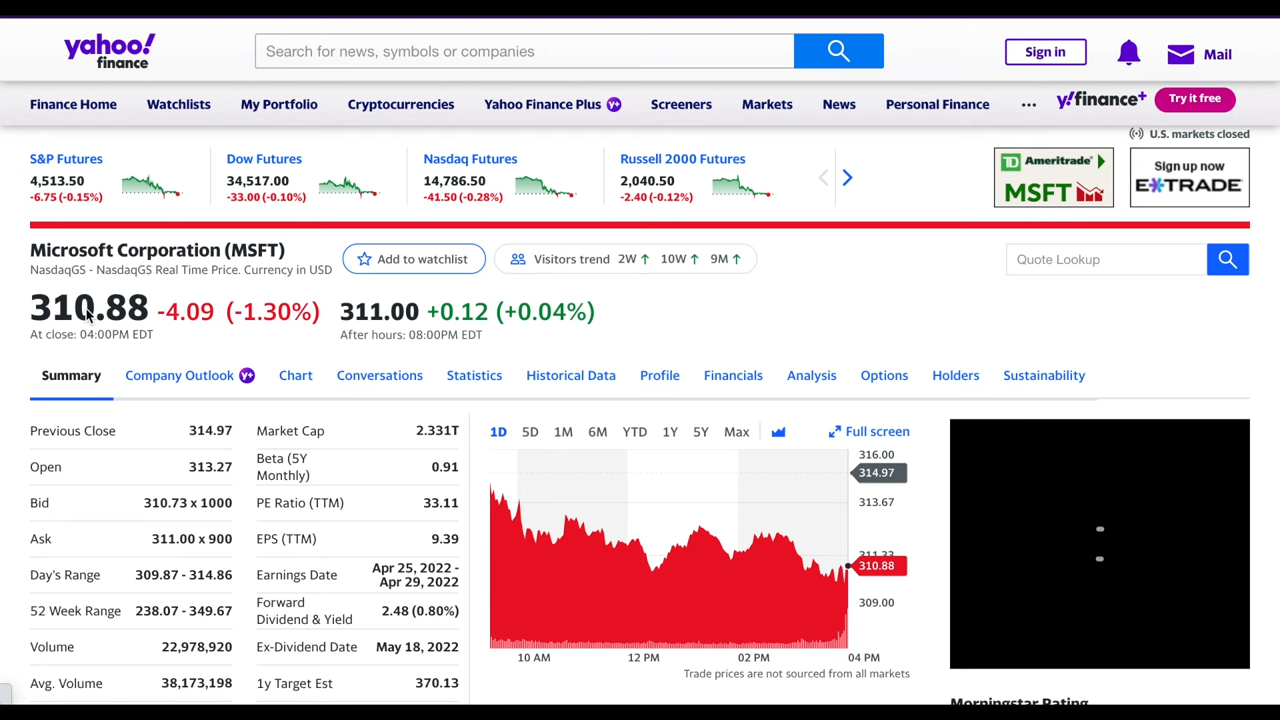 yahoo!
finance
Search for news, symbols or companies
Sign in
Mail
Finance Home
Watchlists
My Portfolio
Cryptocurrencies
Yahoo Finance Plus
Y+
Screeners
Markets
News
Personal Finance
...
y!finance+
Try it free
U.S. markets closed
S&P Futures
4,513.50
-6.75 (-0.15%)
Dow Futures
34,517.00
-33.00 (-0.10%)
Nasdaq Futures
14,786.50
-41.50 (-0.28%)
Russell 2000 Futures
2,040.50
-2.40 (-0.12%)
TD Ameritrade
MSFT
Sign up now
E*TRADE
Microsoft Corporation (MSFT)
NasdaqGS - NasdaqGS Real Time Price. Currency in USD
Add to watchlist
Visitors trend 2W ↑ 10W ↑ 9M ↑
Quote Lookup
310.88 -4.09 (-1.30%)
At close: 04:00PM EDT
311.00 +0.12 (+0.04%)
After hours: 08:00PM EDT
Summary
Company Outlook
Y+
Chart
Conversations
Statistics
Historical Data
Profile
Financials
Analysis
Options
Holders
Sustainability
Previous Close 314.97
Open 313.27
Bid 310.73 x 1000
Ask 311.00 x 900
Day's Range 309.87 - 314.86
52 Week Range 238.07 - 349.67
Volume 22,978,920
Avg. Volume 38,173,198
Market Cap 2.331T
Beta (5Y
Monthly) 0.91
PE Ratio (TTM) 33.11
EPS (TTM) 9.39
Earnings Date Apr 25, 2022 -
Apr 29, 2022
Forward
Dividend & Yield 2.48 (0.80%)
Ex-Dividend Date May 18, 2022
1y Target Est 370.13
1D 5D 1M 6M YTD 1Y 5Y Max
Full screen
316.00
314.97
313.67
311.33
310.88
309.00
10 AM 12 PM 02 PM 04 PM
Trade prices are not sourced from all markets
Morningstar Rating